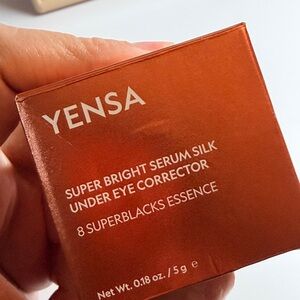 YENSA
SUPER BRIGHT SERUM SILK
UNDER EYE CORRECTOR
8 SUPERBLACKS ESSENCE
Net Wt. 0.18 oz. / 5 g ℮